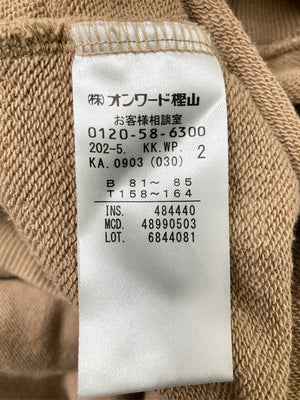 ㈱オンワード樫山
お客様相談室
0120-58-6300
202-5. KK.WP. 2
KA.0903 (030)
B 81～ 85
T 158～164
INS. 484440
MCD. 48990503
LOT. 6844081